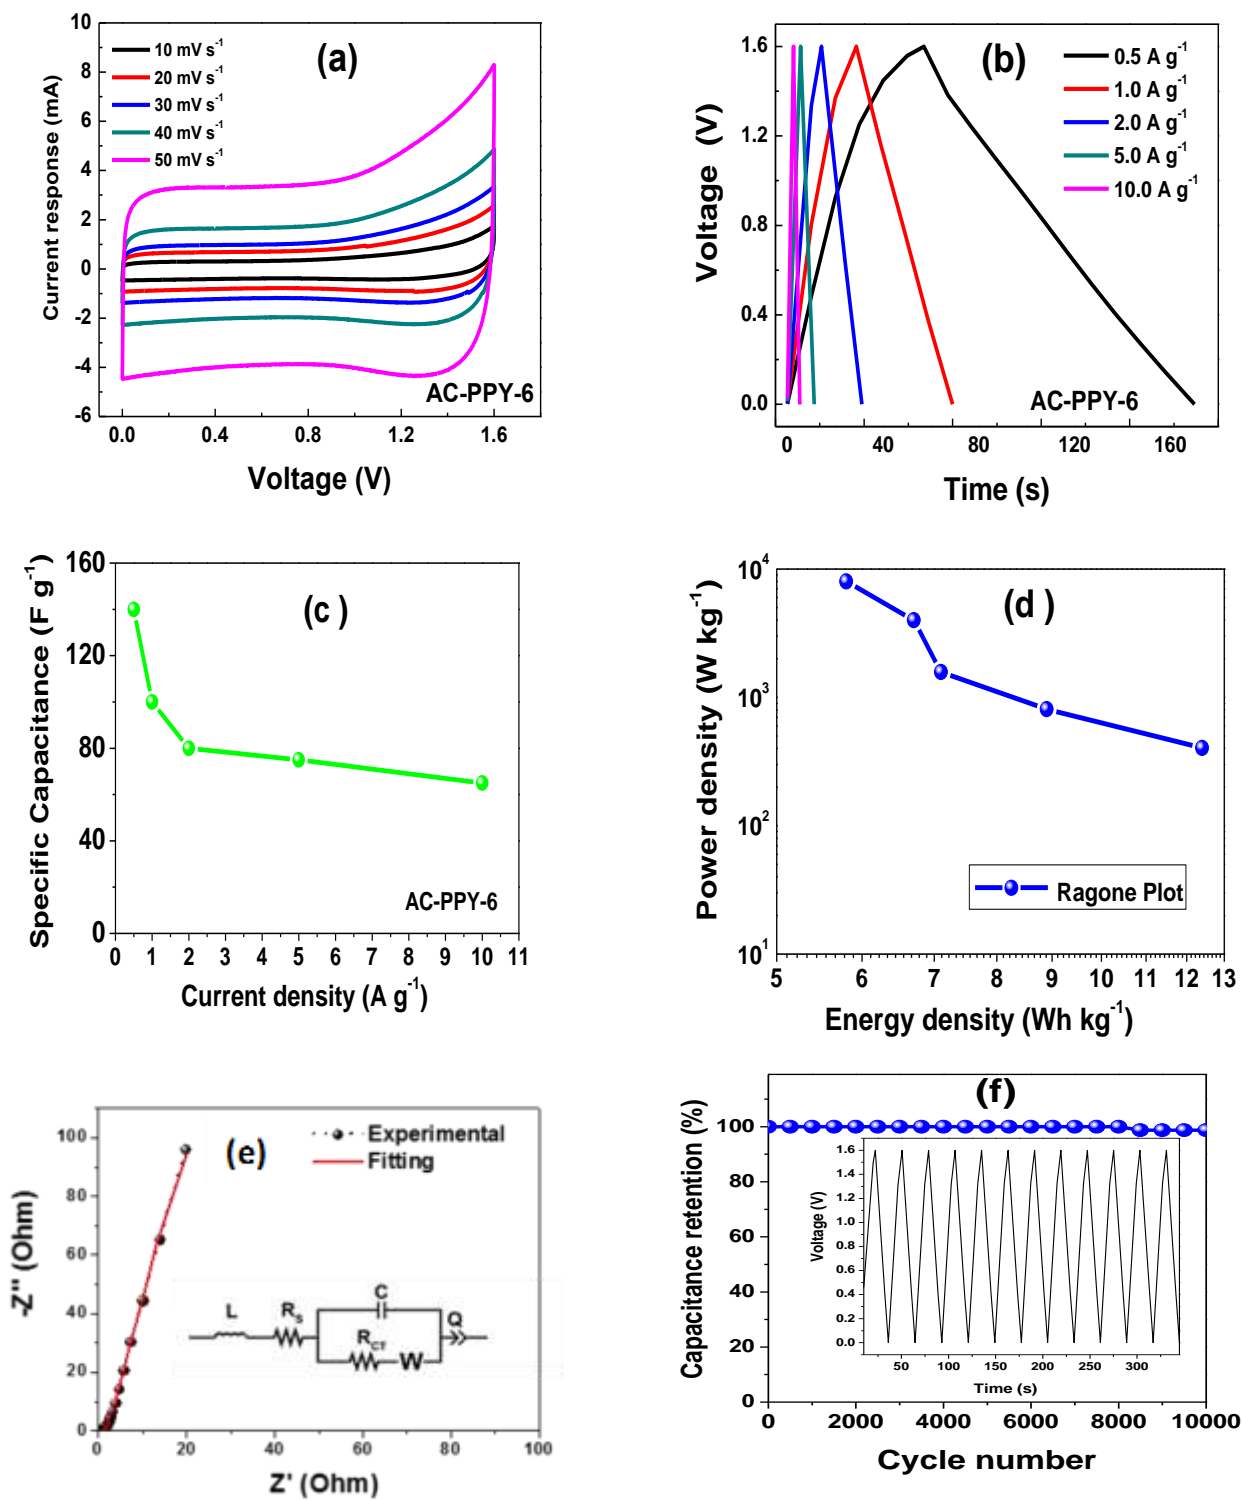 (a)
10 mV s-1
20 mV s-1
30 mV s-1
40 mV s-1
50 mV s-1
10
8
6
4
2
0
-2
-4
-6
Current response (mA)
AC-PPY-6
0.0 0.4 0.8 1.2 1.6
Voltage (V)
(b)
0.5 A g-1
1.0 A g-1
2.0 A g-1
5.0 A g-1
10.0 A g-1
1.6
1.2
0.8
0.4
0.0
Voltage (V)
AC-PPY-6
0 40 80 120 160
Time (s)
(c )
160
120
80
40
0
Specific Capacitance (F g-1)
AC-PPY-6
0 1 2 3 4 5 6 7 8 9 10 11
Current density (A g-1)
(d )
104
103
102
101
Power density (W kg-1)
Ragone Plot
5 6 7 8 9 10 11 12 13
Energy density (Wh kg-1)
(e)
Experimental
Fitting
100
80
60
40
20
0
-Z'' (Ohm)
L RS C RCT W Q
0 20 40 60 80 100
Z' (Ohm)
(f)
100
80
60
40
20
0
Capacitance retention (%)
1.6
1.4
1.2
1.0
0.8
0.6
0.4
0.2
0.0
Voltage (V)
50 100 150 200 250 300
Time (s)
0 2000 4000 6000 8000 10000
Cycle number